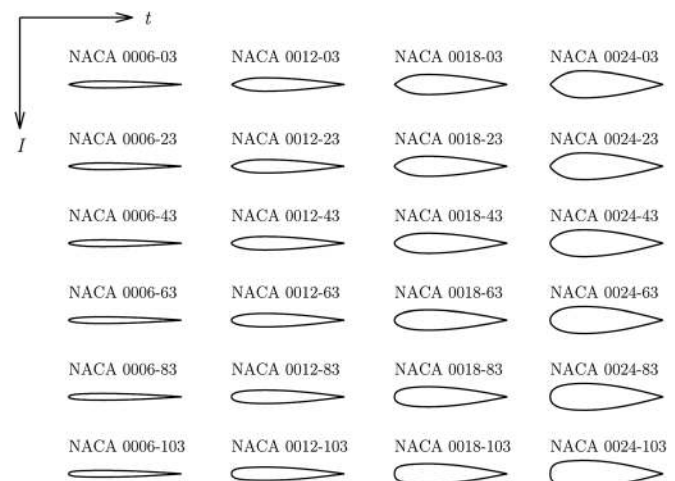 t
NACA 0006-03 NACA 0012-03 NACA 0018-03 NACA 0024-03
I
NACA 0006-23 NACA 0012-23 NACA 0018-23 NACA 0024-23
NACA 0006-43 NACA 0012-43 NACA 0018-43 NACA 0024-43
NACA 0006-63 NACA 0012-63 NACA 0018-63 NACA 0024-63
NACA 0006-83 NACA 0012-83 NACA 0018-83 NACA 0024-83
NACA 0006-103 NACA 0012-103 NACA 0018-103 NACA 0024-103